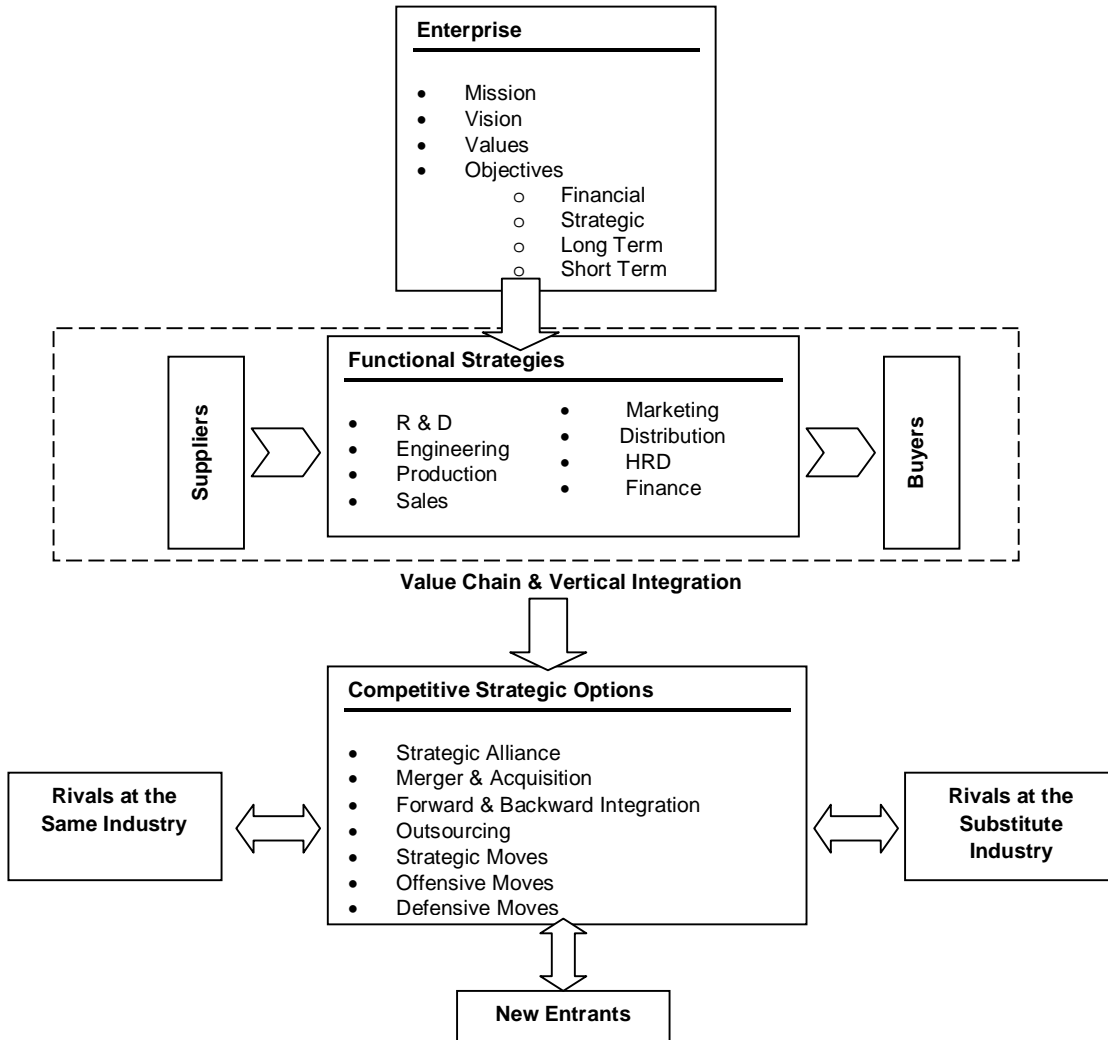 Enterprise
• Mission
• Vision
• Values
• Objectives
o Financial
o Strategic
o Long Term
o Short Term
Suppliers
Functional Strategies
• R & D
• Engineering
• Production
• Sales
• Marketing
• Distribution
• HRD
• Finance
Buyers
Value Chain & Vertical Integration
Competitive Strategic Options
• Strategic Alliance
• Merger & Acquisition
• Forward & Backward Integration
• Outsourcing
• Strategic Moves
• Offensive Moves
• Defensive Moves
Rivals at the
Same Industry
Rivals at the
Substitute
Industry
New Entrants